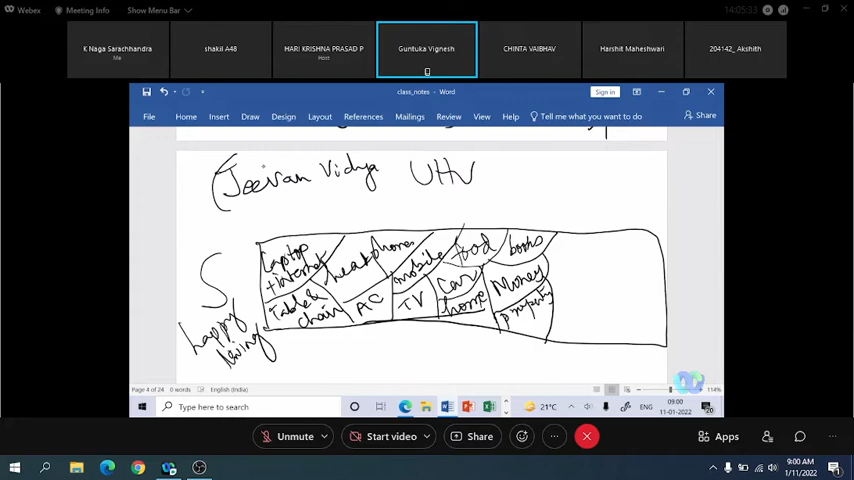 Webex Meeting Info Show Menu Bar 14:05:33
K Naga Sarachhandra shakil A48 HARI KRISHNA PRASAD P Guntuka Vignesh CHINTA VAIBHAV Harshit Maheshwari 204142_ Akshith
Me Host
class_notes - Word Sign in
File Home Insert Draw Design Layout References Mailings Review View Help Tell me what you want to do Share
(Jeevan Vidya UHV
S
happy
living
Laptop
+internet
headphones
mobile
food
books
Table &
chair
AC
TV
Car
home
Money
property
Page 4 of 24 0 words English (India) 114%
Type here to search 21°C ENG 09:00
11-01-2022 20
Unmute Start video Share Apps
9:00 AM
1/11/2022